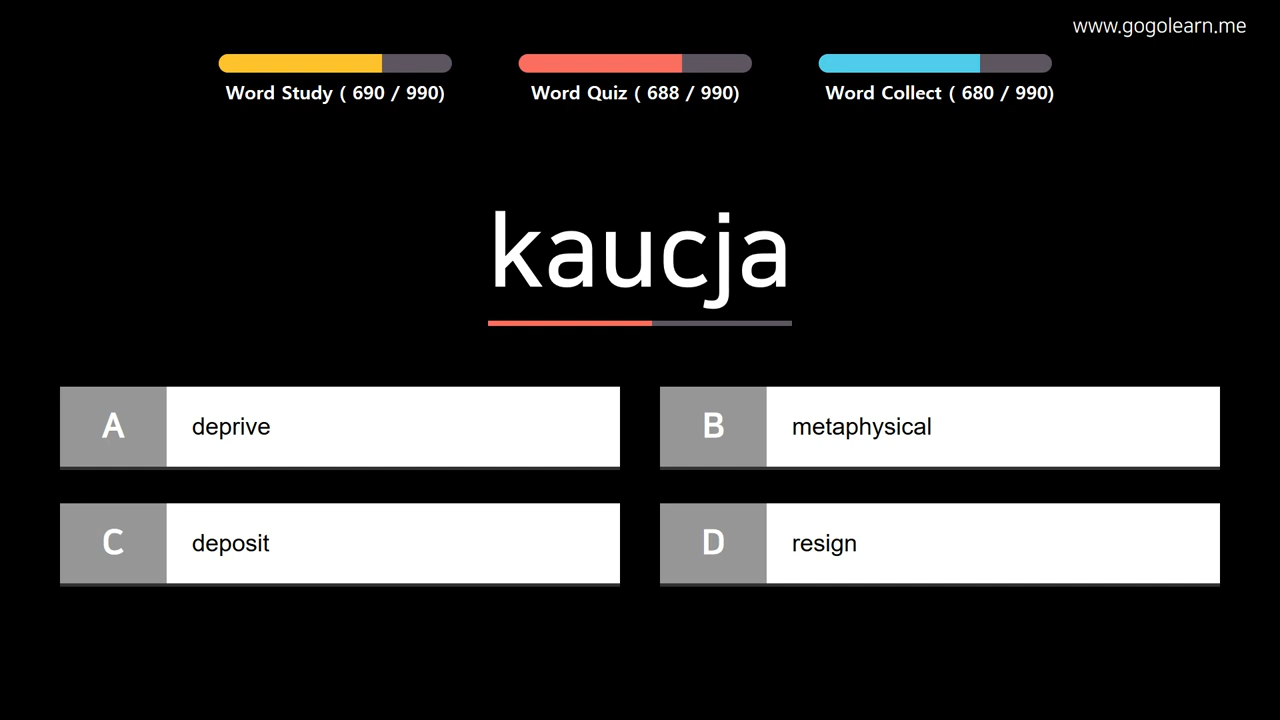 www.gogolearn.me
Word Study ( 690 / 990)
Word Quiz ( 688 / 990)
Word Collect ( 680 / 990)
kaucja
A deprive
B metaphysical
C deposit
D resign